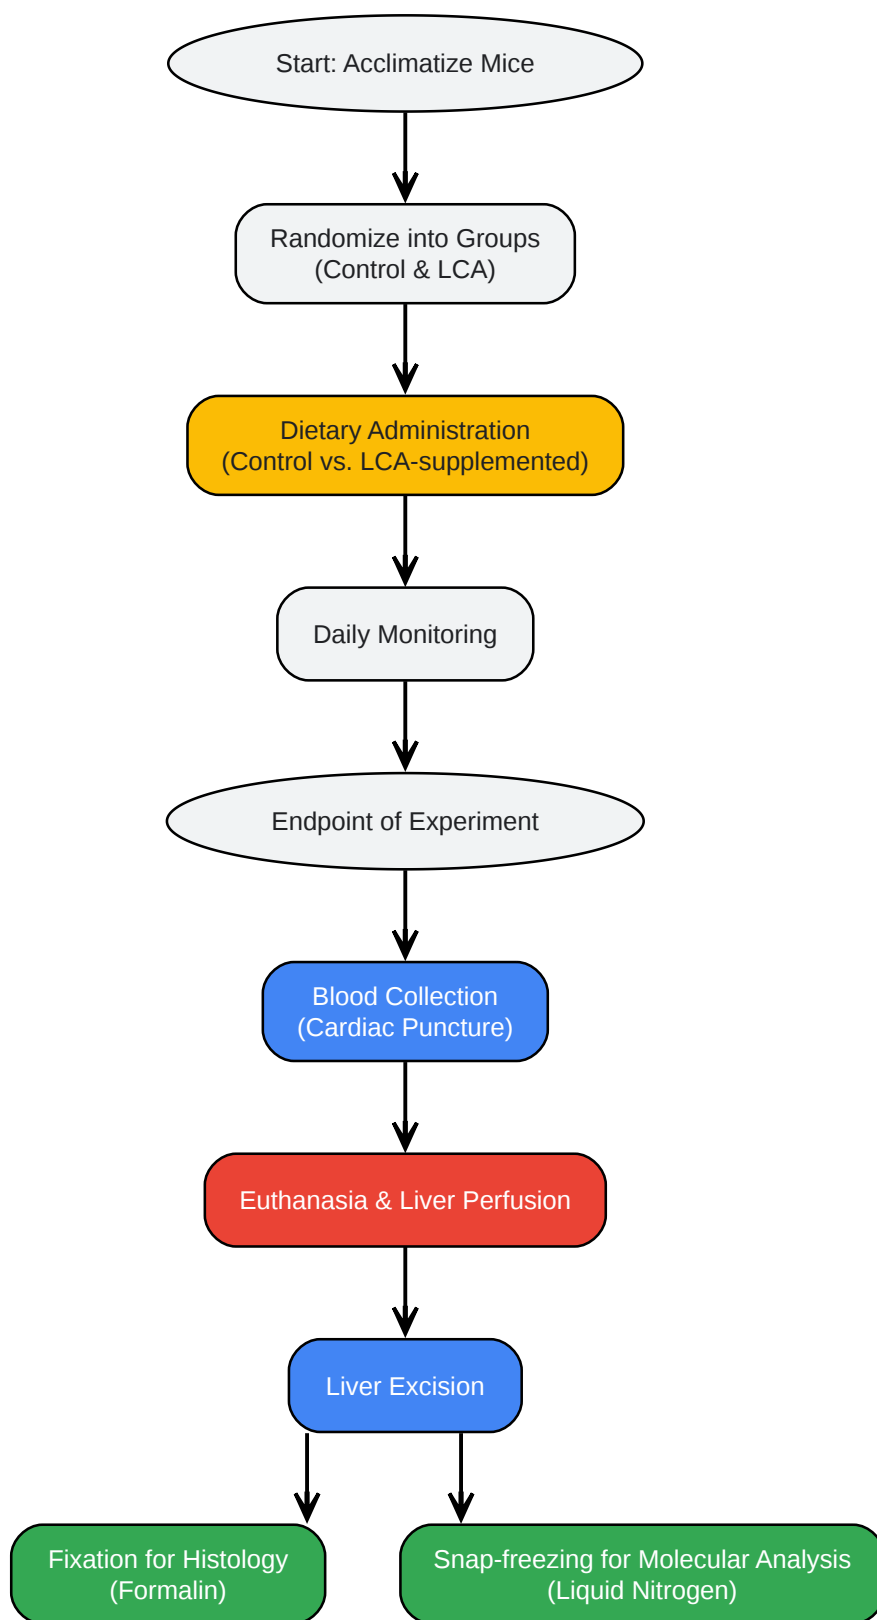 Start: Acclimatize Mice
Randomize into Groups
(Control & LCA)
Dietary Administration
(Control vs. LCA-supplemented)
Daily Monitoring
Endpoint of Experiment
Blood Collection
(Cardiac Puncture)
Euthanasia & Liver Perfusion
Liver Excision
Fixation for Histology
(Formalin)
Snap-freezing for Molecular Analysis
(Liquid Nitrogen)